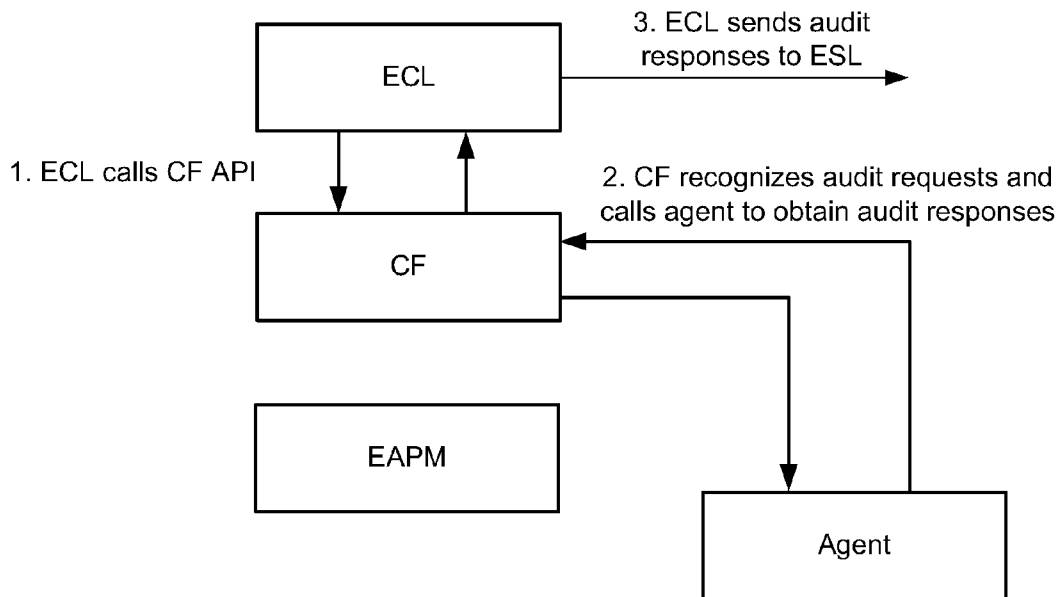 3. ECL sends audit
responses to ESL
ECL
1. ECL calls CF API
2. CF recognizes audit requests and
calls agent to obtain audit responses
CF
EAPM
Agent